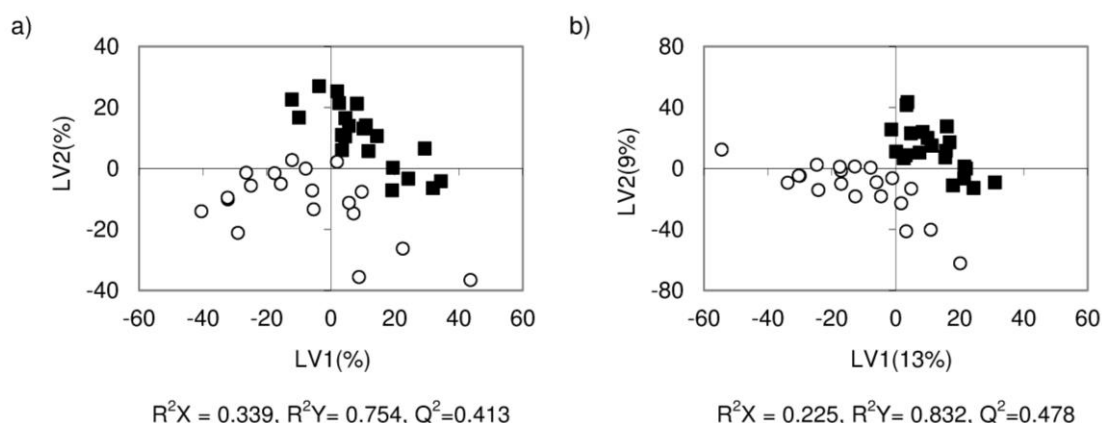 a)
40
20
0
-20
-40
LV2(%)
-60 -40 -20 0 20 40 60
LV1(%)
R²X = 0.339, R²Y= 0.754, Q²=0.413
b)
80
40
0
-40
-80
LV2(9%)
-60 -40 -20 0 20 40 60
LV1(13%)
R²X = 0.225, R²Y= 0.832, Q²=0.478